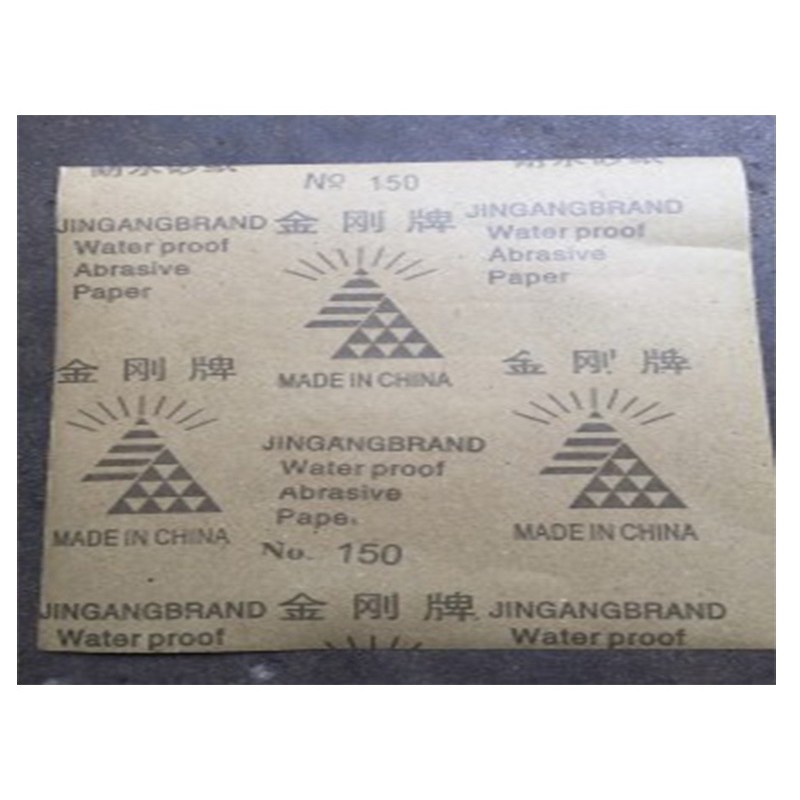 No 150
JINGANGBRAND
Water proof
Abrasive
Paper
金刚牌
JINGANGBRAND
Water proof
Abrasive
Paper
MADE IN CHINA
金刚牌
金刚牌
MADE IN CHINA
JINGANGBRAND
Water proof
Abrasive
Pape
No. 150
MADE IN CHINA
JINGANGBRAND
Water proof
金刚牌
JINGANGBRAND
Water proof